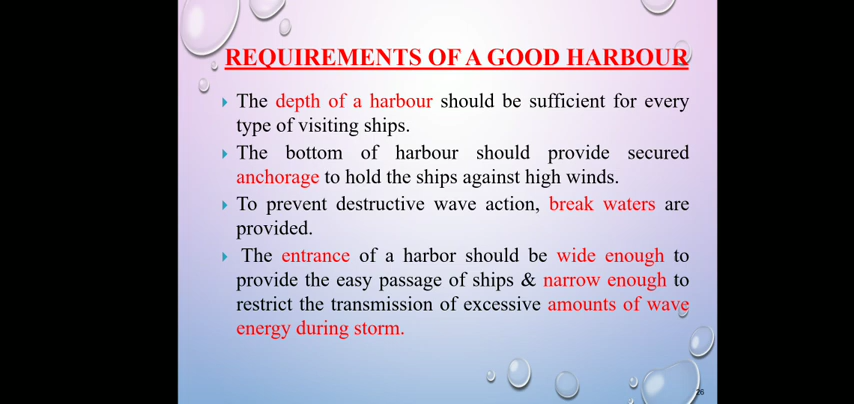 REQUIREMENTS OF A GOOD HARBOUR
The depth of a harbour should be sufficient for every
type of visiting ships.
The bottom of harbour should provide secured
anchorage to hold the ships against high winds.
To prevent destructive wave action, break waters are
provided.
The entrance of a harbor should be wide enough to
provide the easy passage of ships & narrow enough to
restrict the transmission of excessive amounts of wave
energy during storm.
26